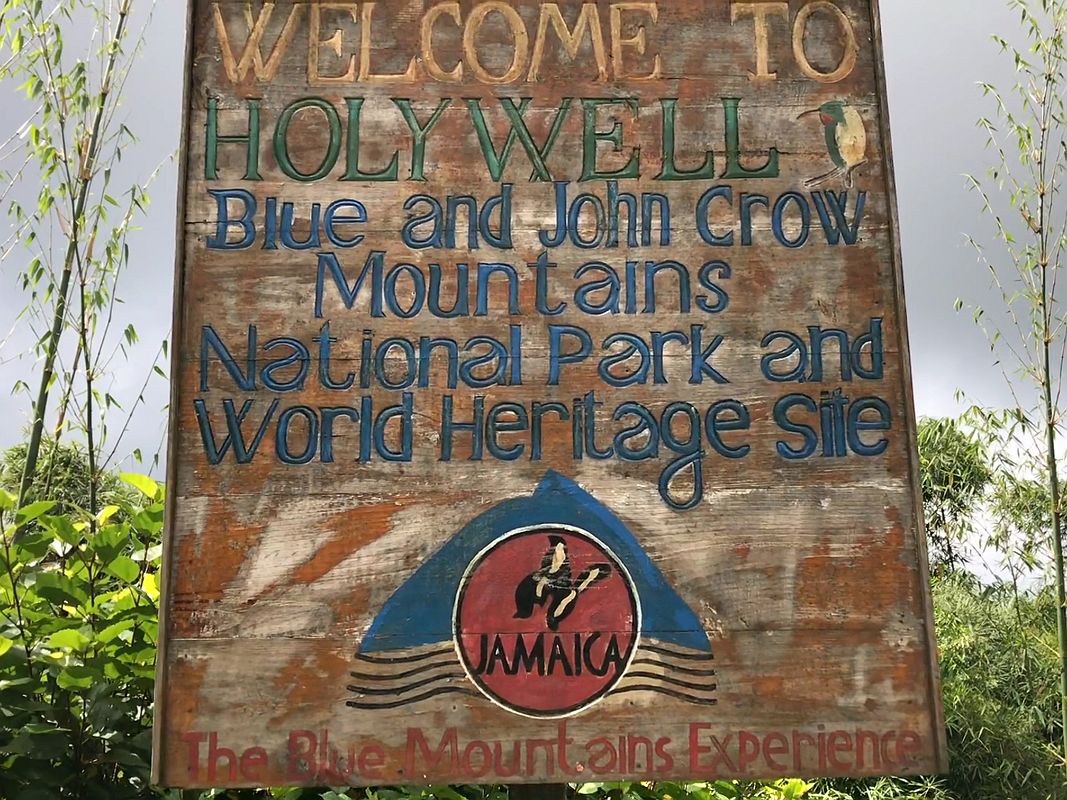 WELCOME TO
HOLYWELL
Blue and John Crow
Mountains
National Park and
World Heritage Site
JAMAICA
The Blue Mountains Experience